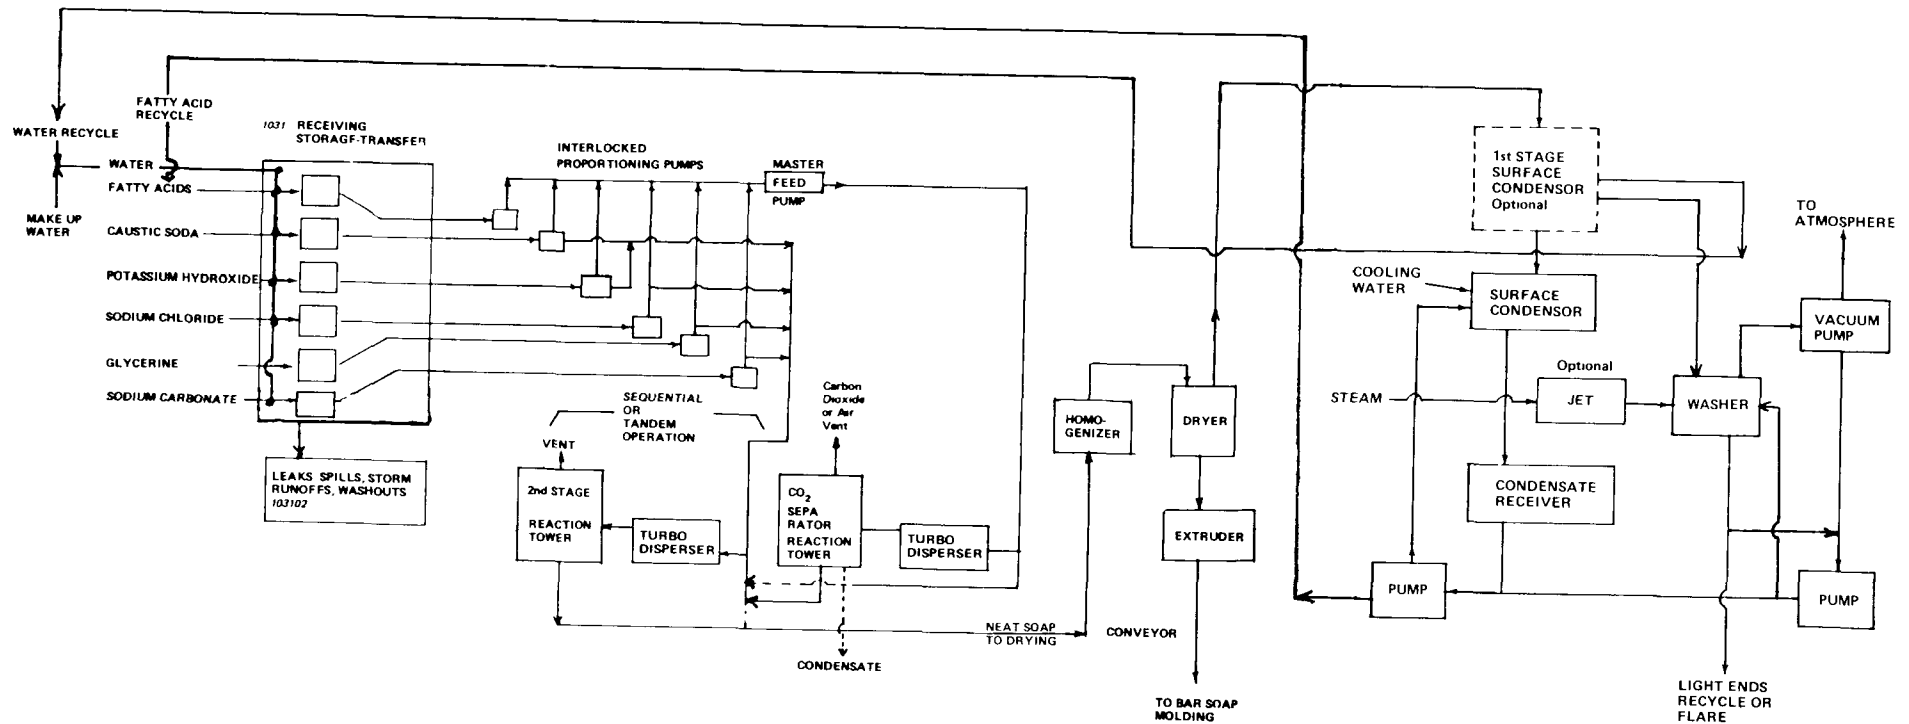 FATTY ACID
RECYCLE
WATER RECYCLE
WATER
FATTY ACIDS
MAKE UP
WATER
CAUSTIC SODA
POTASSIUM HYDROXIDE
SODIUM CHLORIDE
GLYCERINE
SODIUM CARBONATE
1031 RECEIVING
STORAGE-TRANSFER
LEAKS SPILLS, STORM
RUNOFFS, WASHOUTS
103102
INTERLOCKED
PROPORTIONING PUMPS
MASTER
FEED
PUMP
SEQUENTIAL
OR
TANDEM
OPERATION
VENT
2nd STAGE
REACTION
TOWER
TURBO
DISPERSER
Carbon
Dioxide
or Air
Vent
CO2
SEPA
RATOR
REACTION
TOWER
TURBO
DISPERSER
CONDENSATE
NEAT SOAP
TO DRYING
HOMO-
GENIZER
DRYER
EXTRUDER
CONVEYOR
TO BAR SOAP
MOLDING
1st STAGE
SURFACE
CONDENSOR
Optional
COOLING
WATER
SURFACE
CONDENSOR
STEAM
Optional
JET
WASHER
CONDENSATE
RECEIVER
PUMP
TO
ATMOSPHERE
VACUUM
PUMP
PUMP
LIGHT ENDS
RECYCLE OR
FLARE